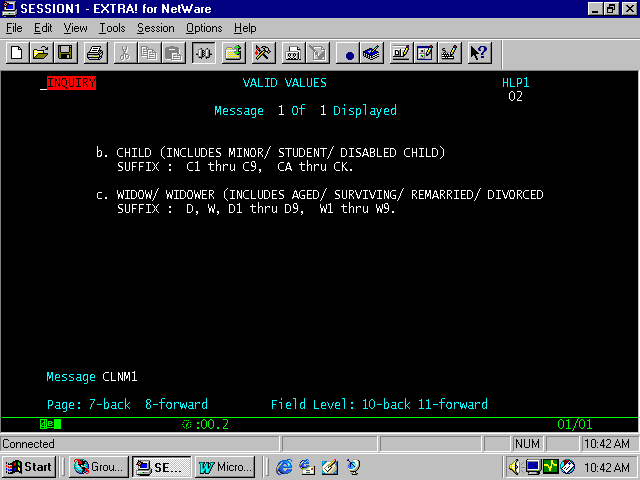 SESSION1 - EXTRA! for NetWare
File Edit View Tools Session Options Help
INQUIRY VALID VALUES HLP1
02
Message 1 Of 1 Displayed
b. CHILD (INCLUDES MINOR/ STUDENT/ DISABLED CHILD)
SUFFIX : C1 thru C9, CA thru CK.
c. WIDOW/ WIDOWER (INCLUDES AGED/ SURVIVING/ REMARRIED/ DIVORCED
SUFFIX : D, W, D1 thru D9, W1 thru W9.
Message CLNM1
Page: 7-back 8-forward Field Level: 10-back 11-forward
:00.2 01/01
Connected NUM 10:42 AM
Start Grou... SE... Micro... 10:42 AM